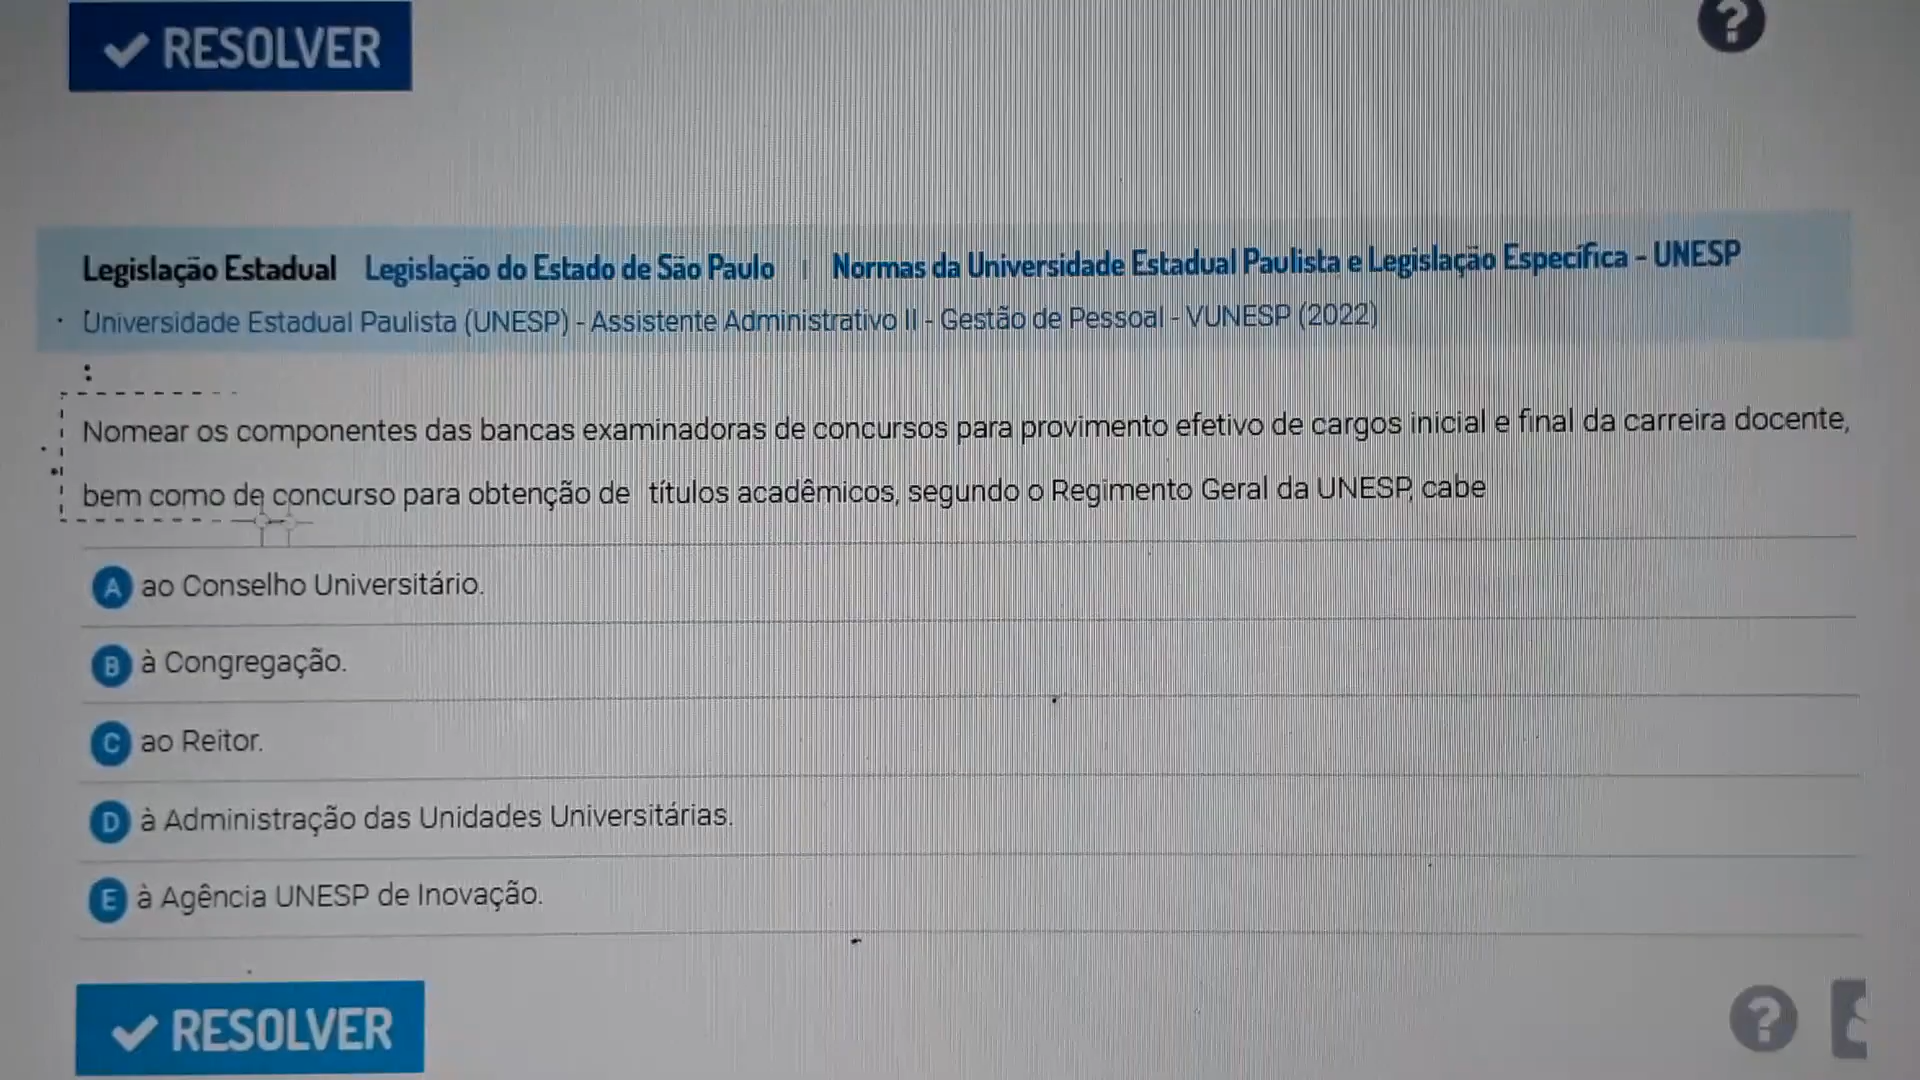 RESOLVER
?
Legislação Estadual Legislação do Estado de São Paulo | Normas da Universidade Estadual Paulista e Legislação Específica - UNESP
Universidade Estadual Paulista (UNESP) - Assistente Administrativo II - Gestão de Pessoal - VUNESP (2022)
:
Nomear os componentes das bancas examinadoras de concursos para provimento efetivo de cargos inicial e final da carreira docente,
bem como de concurso para obtenção de títulos acadêmicos, segundo o Regimento Geral da UNESP, cabe
A ao Conselho Universitário.
B à Congregação.
C ao Reitor.
D à Administração das Unidades Universitárias.
E à Agência UNESP de Inovação.
RESOLVER
?